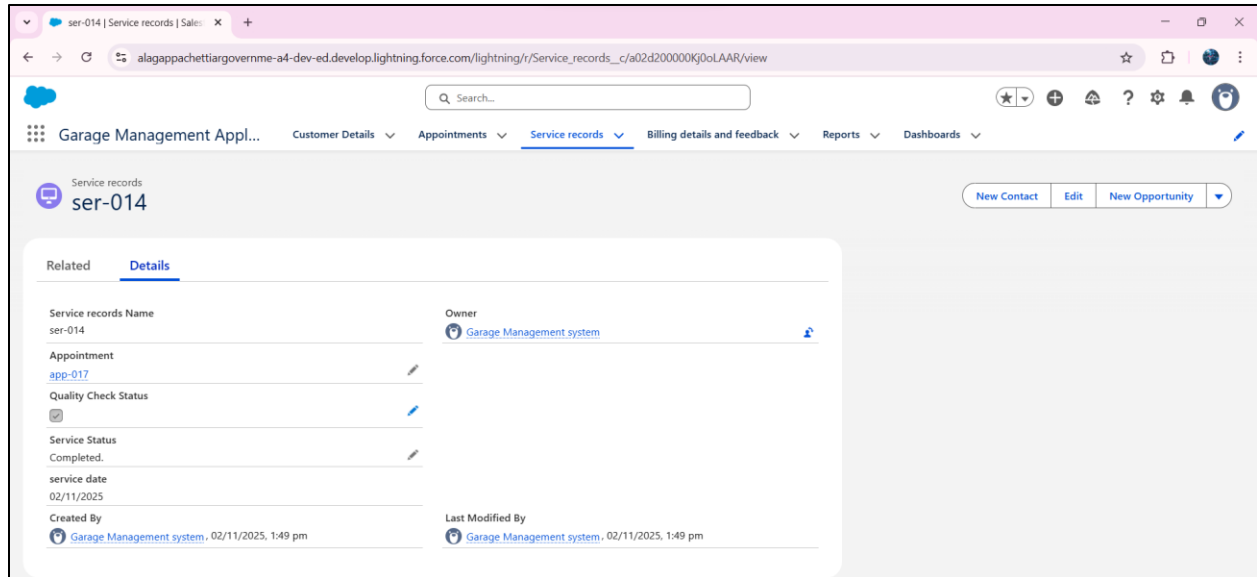 ser-014 | Service records | Sales
alagappachettiargovernme-a4-dev-ed.develop.lightning.force.com/lightning/r/Service_records__c/a02d200000Kj0oLAAR/view
Search...
Garage Management Appl... Customer Details Appointments Service records Billing details and feedback Reports Dashboards
Service records
ser-014
New Contact Edit New Opportunity
Related Details
Service records Name
ser-014
Owner
Garage Management system
Appointment
app-017
Quality Check Status
Service Status
Completed.
service date
02/11/2025
Created By
Garage Management system, 02/11/2025, 1:49 pm
Last Modified By
Garage Management system, 02/11/2025, 1:49 pm